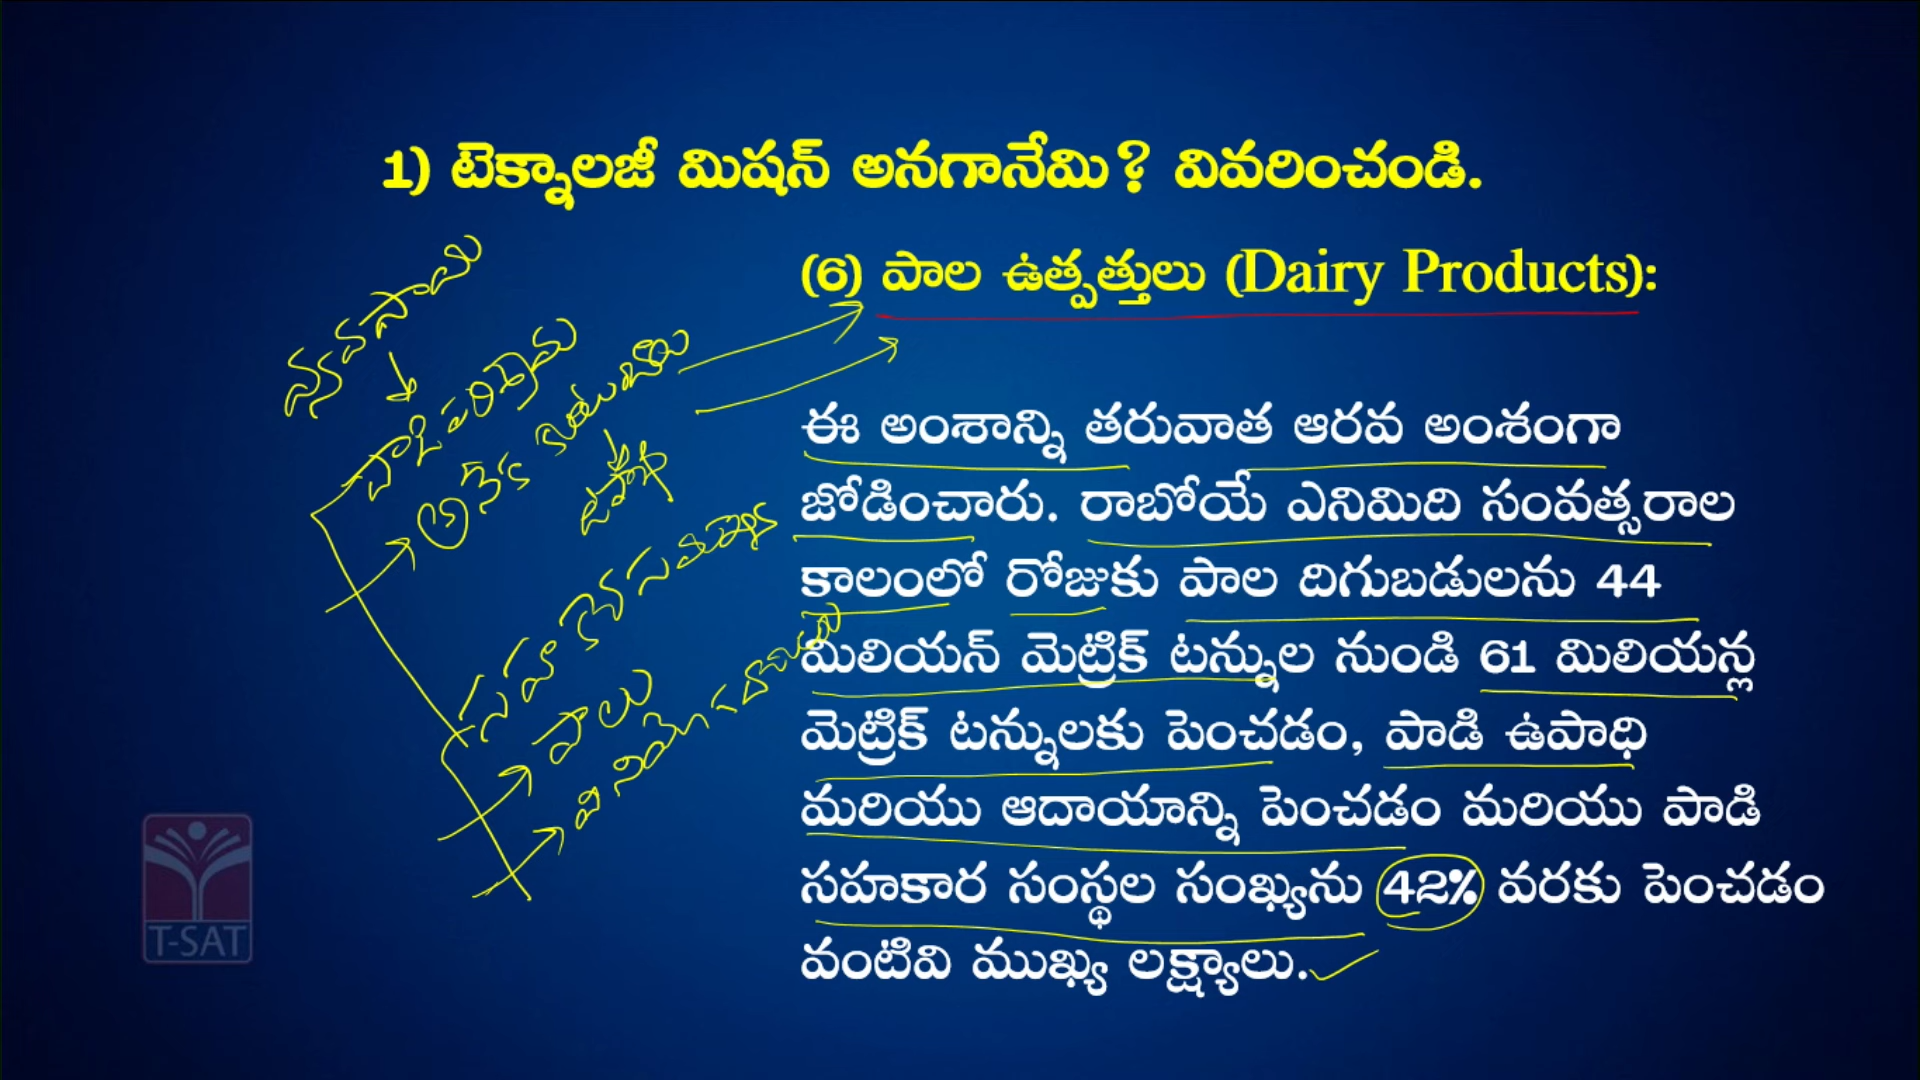 1) టెక్నాలజీ మిషన్ అనగానేమి? వివరించండి.
(6) పాల ఉత్పత్తులు (Dairy Products):
ఈ అంశాన్ని తరువాత ఆరవ అంశంగా
జోడించారు. రాబోయే ఎనిమిది సంవత్సరాల
కాలంలో రోజుకు పాల దిగుబడులను 44
మిలియన్ మెట్రిక్ టన్నుల నుండి 61 మిలియన్ల
మెట్రిక్ టన్నులకు పెంచడం, పాడి ఉపాధి
మరియు ఆదాయాన్ని పెంచడం మరియు పాడి
సహకార సంస్థల సంఖ్యను 42% వరకు పెంచడం
వంటివి ముఖ్య లక్ష్యాలు.
అనేక
ఉపాధి
పాలు
T-SAT